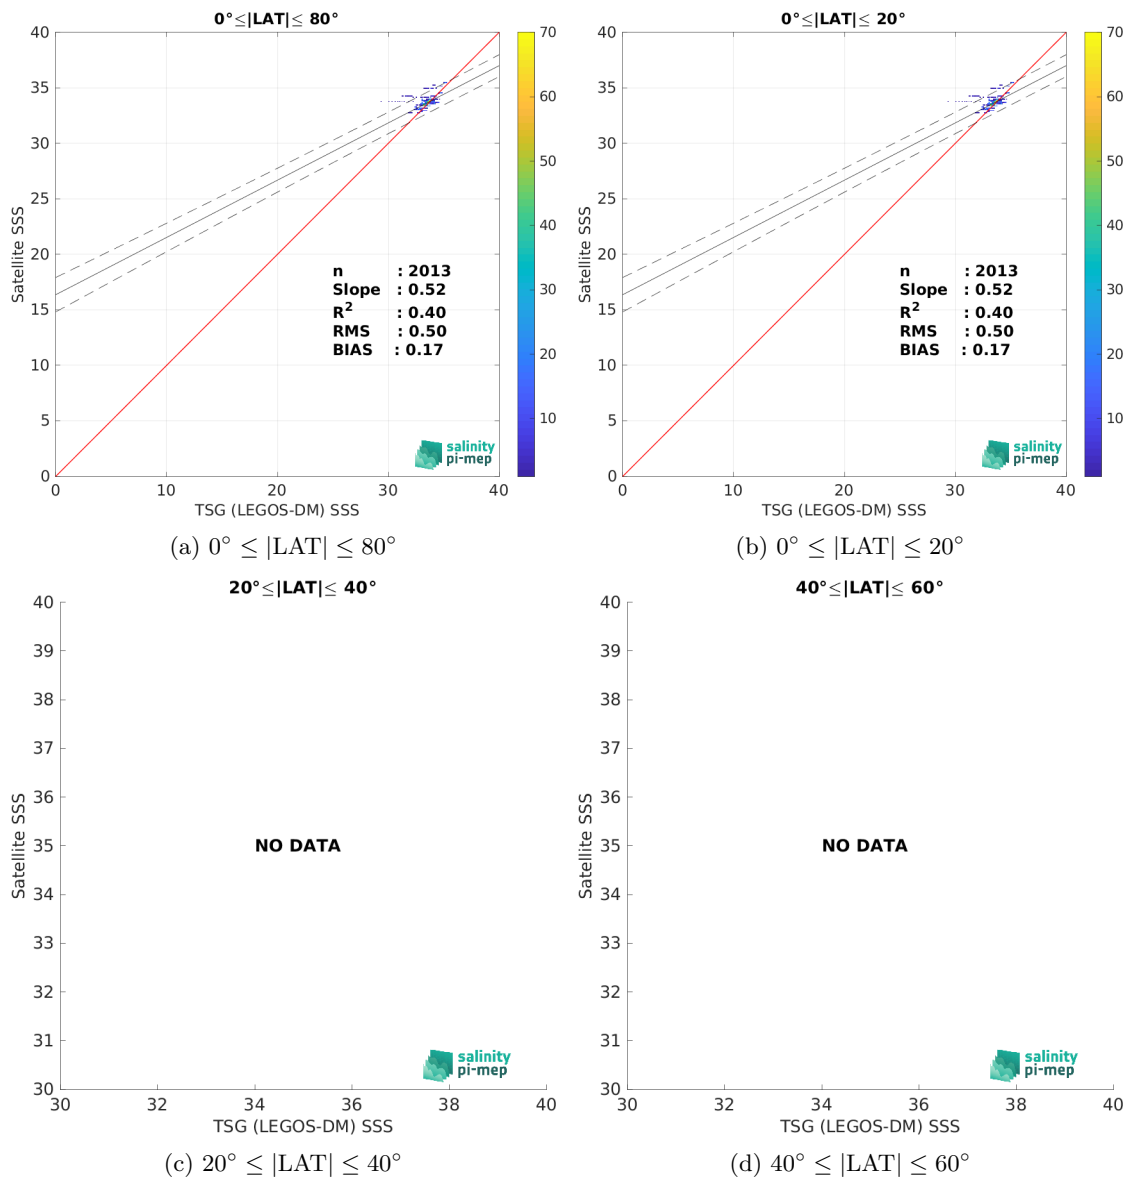 0°≤|LAT|≤ 80°
40
35
30
25
20
15
10
5
0
Satellite SSS
n : 2013
Slope : 0.52
R² : 0.40
RMS : 0.50
BIAS : 0.17
salinity
pi-mep
0 10 20 30 40
TSG (LEGOS-DM) SSS
70
60
50
40
30
20
10
(a) 0° ≤ |LAT| ≤ 80°
0°≤|LAT|≤ 20°
40
35
30
25
20
15
10
5
0
Satellite SSS
n : 2013
Slope : 0.52
R² : 0.40
RMS : 0.50
BIAS : 0.17
salinity
pi-mep
0 10 20 30 40
TSG (LEGOS-DM) SSS
70
60
50
40
30
20
10
(b) 0° ≤ |LAT| ≤ 20°
20°≤|LAT|≤ 40°
40
39
38
37
36
35
34
33
32
31
30
Satellite SSS
NO DATA
salinity
pi-mep
30 32 34 36 38 40
TSG (LEGOS-DM) SSS
(c) 20° ≤ |LAT| ≤ 40°
40°≤|LAT|≤ 60°
40
39
38
37
36
35
34
33
32
31
30
Satellite SSS
NO DATA
salinity
pi-mep
30 32 34 36 38 40
TSG (LEGOS-DM) SSS
(d) 40° ≤ |LAT| ≤ 60°